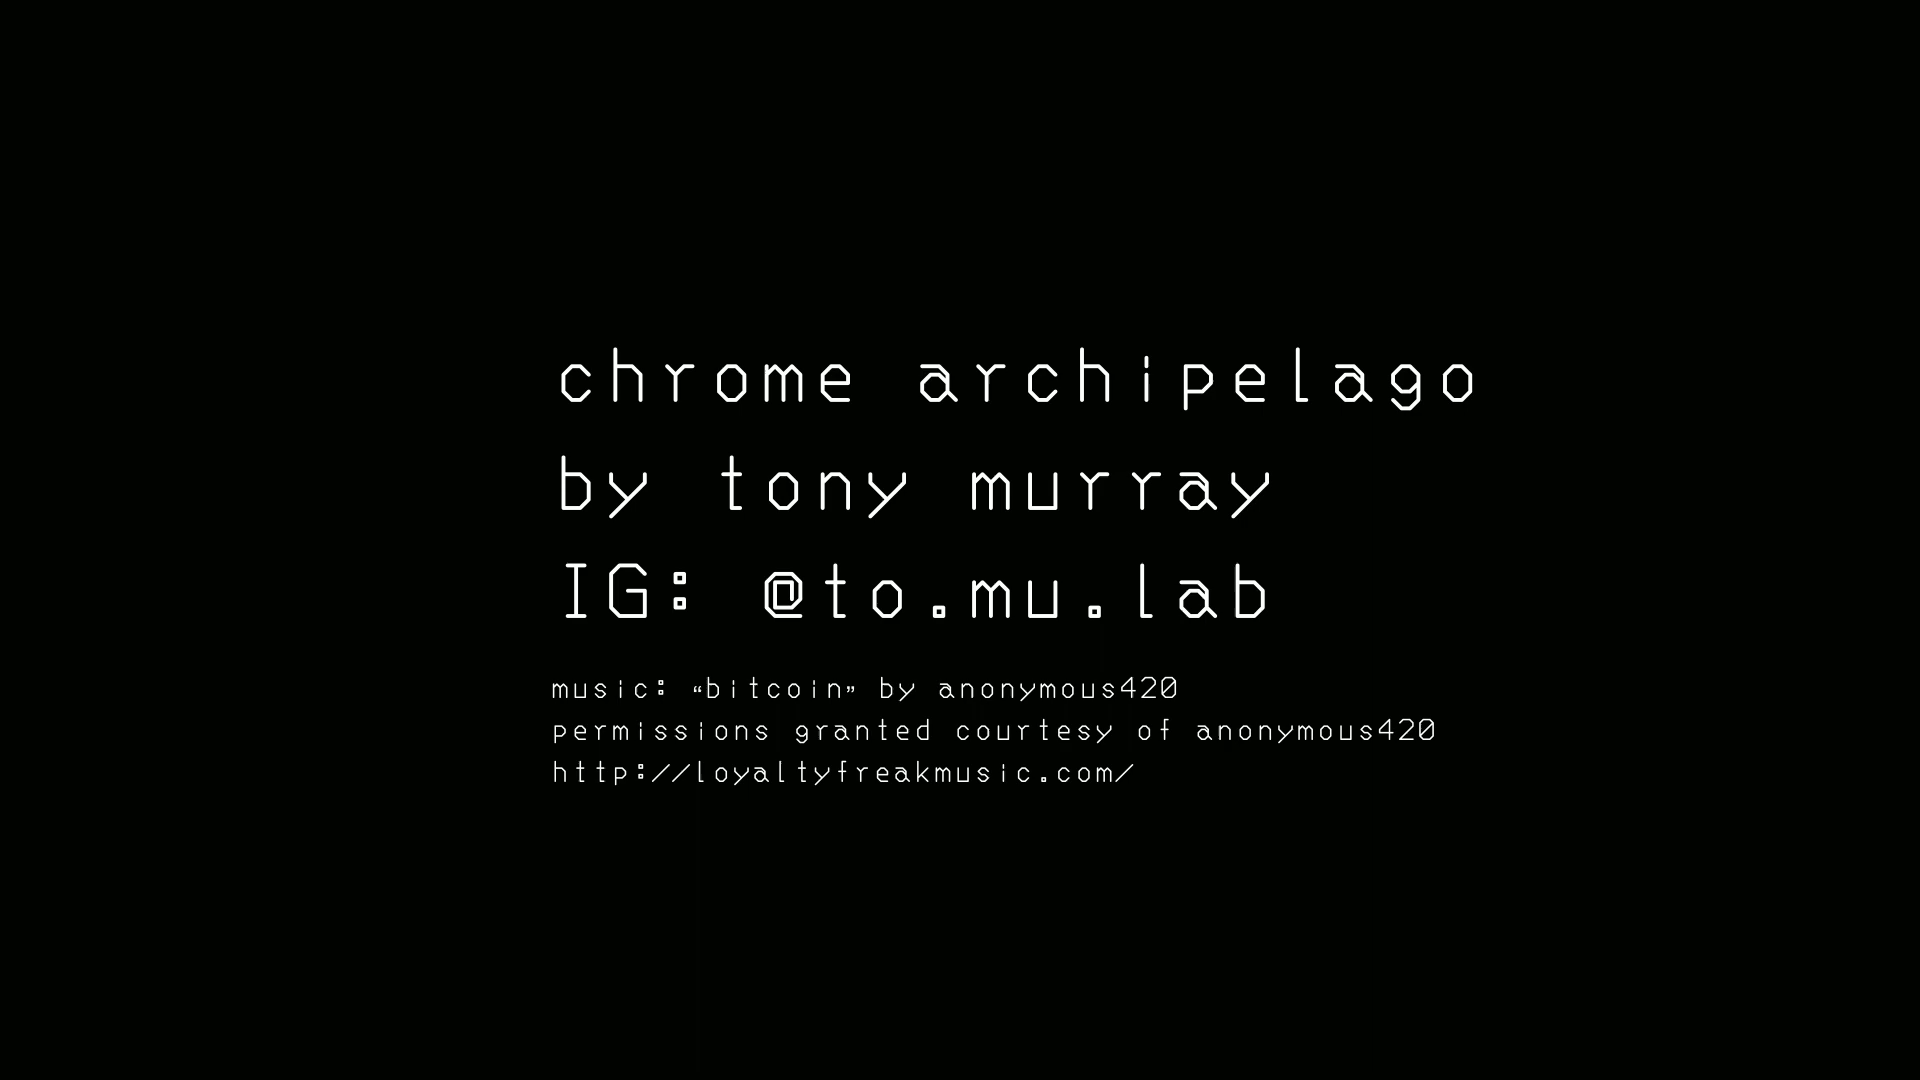 chrome archipelago
by tony murray
IG: @to.mu.lab
music: “bitcoin” by anonymous420
permissions granted courtesy of anonymous420
http://loyaltyfreakmusic.com/